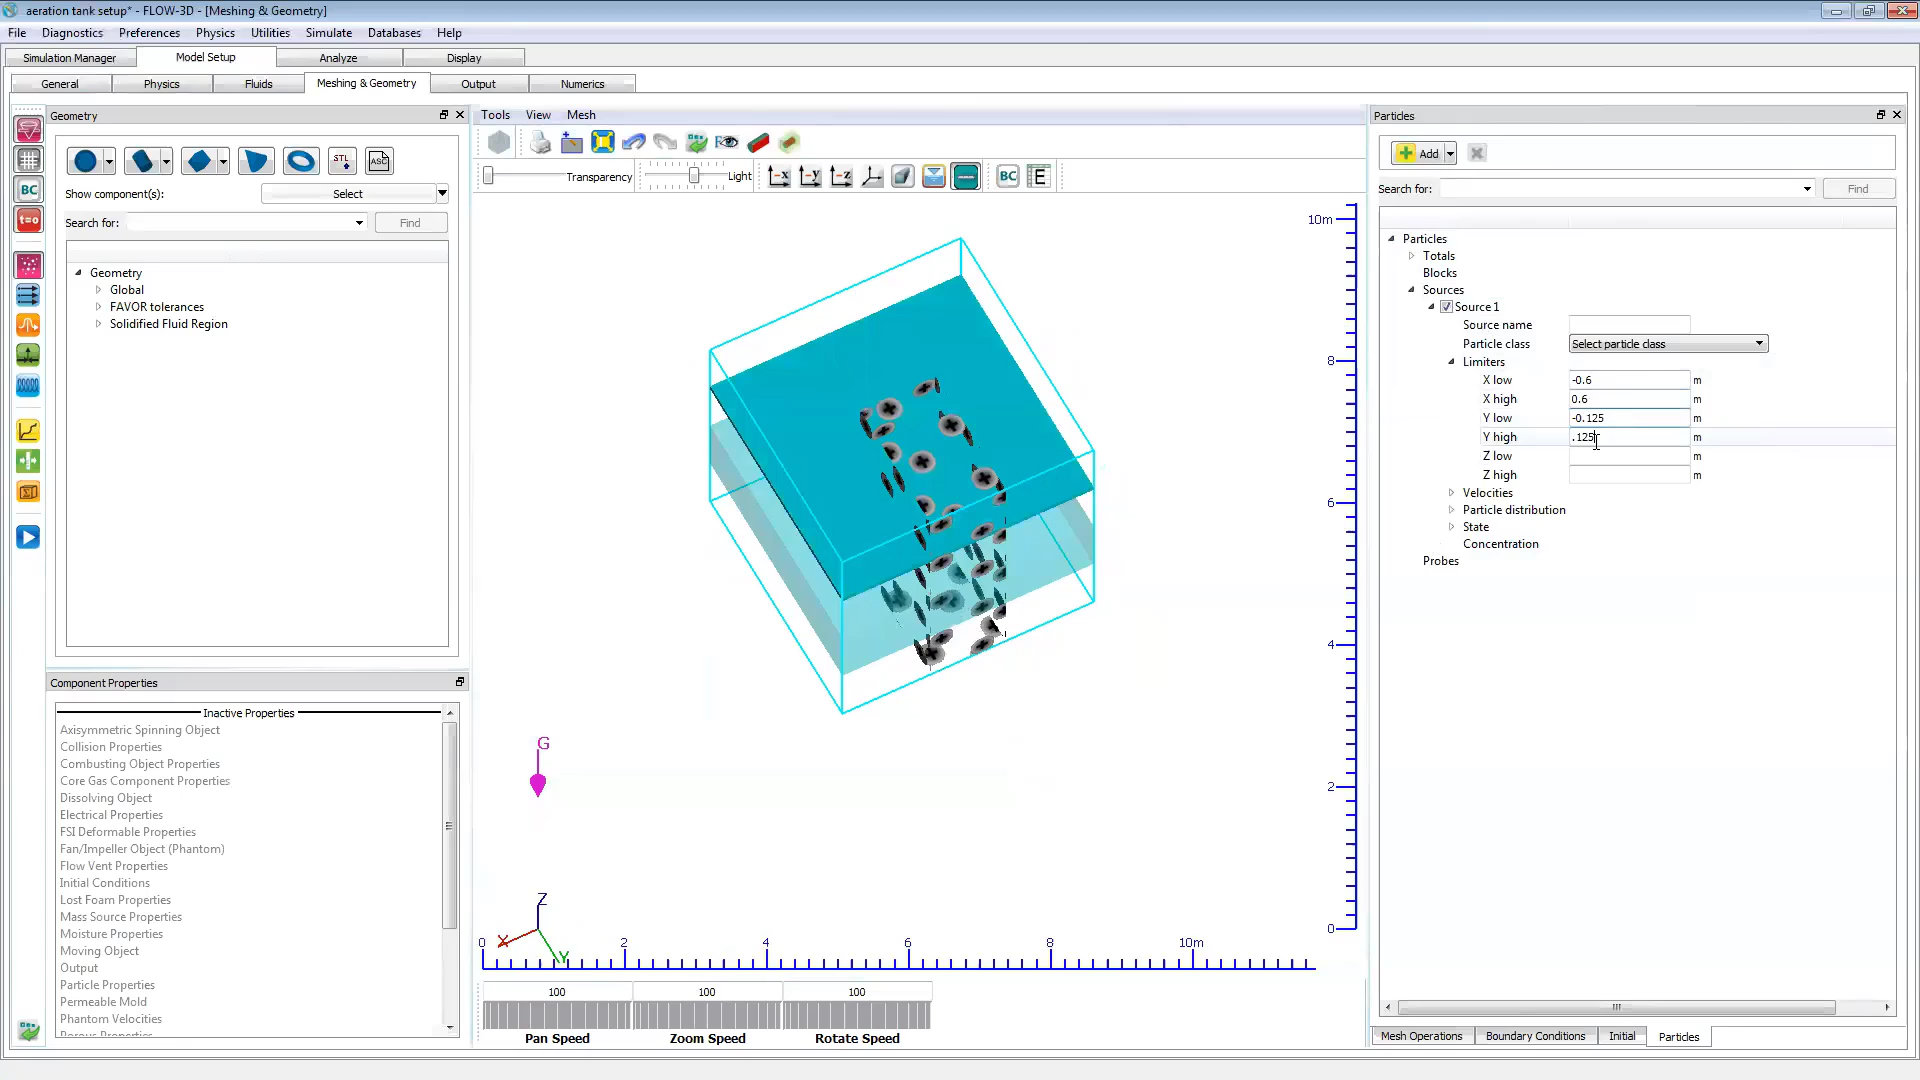 aeration tank setup* - FLOW-3D - [Meshing & Geometry]
File Diagnostics Preferences Physics Utilities Simulate Databases Help
Simulation Manager Model Setup Analyze Display
General Physics Fluids Meshing & Geometry Output Numerics
Geometry
STL
ASC
Show component(s): Select
Search for: Find
Geometry
Global
FAVOR tolerances
Solidified Fluid Region
BC
t=0
Component Properties
Inactive Properties
Axisymmetric Spinning Object
Collision Properties
Combusting Object Properties
Core Gas Component Properties
Dissolving Object
Electrical Properties
FSI Deformable Properties
Fan/Impeller Object (Phantom)
Flow Vent Properties
Initial Conditions
Lost Foam Properties
Mass Source Properties
Moisture Properties
Moving Object
Output
Particle Properties
Permeable Mold
Phantom Velocities
Porous Properties
Tools View Mesh
Transparency Light
-x -y -z BC E
10m
8
6
4
2
0
G
Z
X
Y
0 2 4 6 8 10m
100 100 100
Pan Speed Zoom Speed Rotate Speed
Particles
Add
Search for: Find
Particles
Totals
Blocks
Sources
Source 1
Source name
Particle class Select particle class
Limiters
X low -0.6 m
X high 0.6 m
Y low -0.125 m
Y high .125 m
Z low m
Z high m
Velocities
Particle distribution
State
Concentration
Probes
Mesh Operations Boundary Conditions Initial Particles